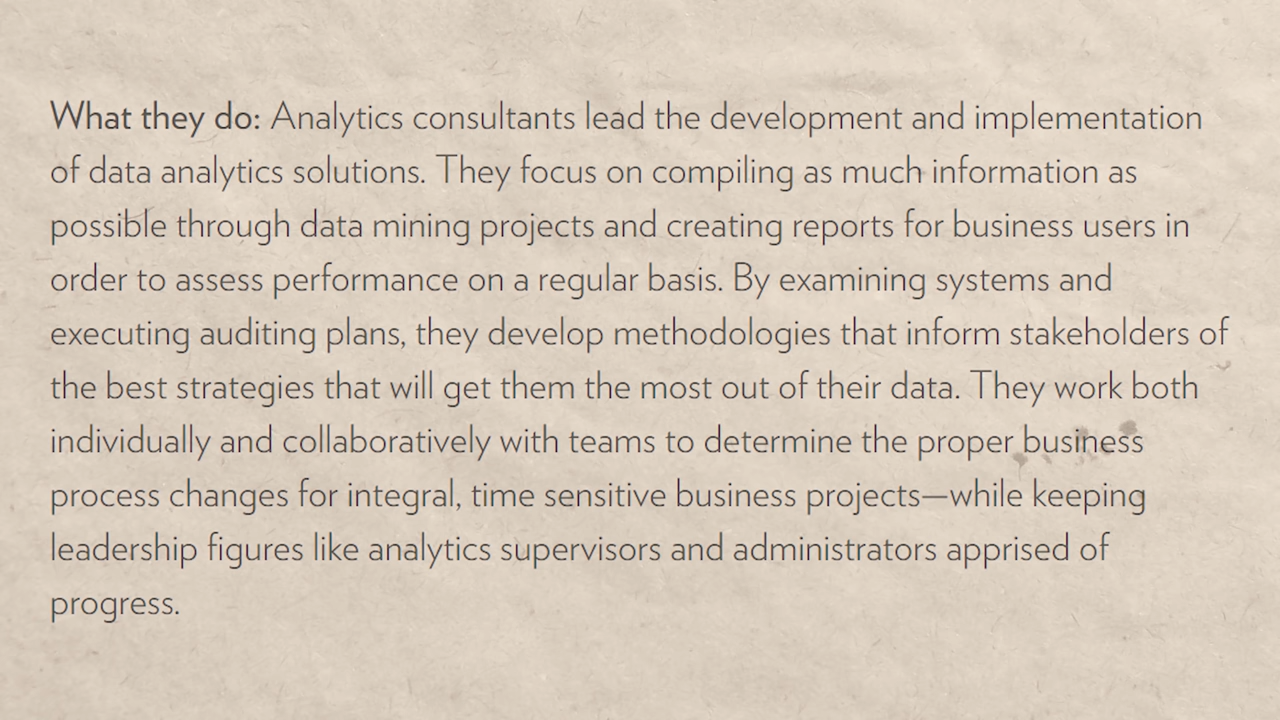 What they do: Analytics consultants lead the development and implementation
of data analytics solutions. They focus on compiling as much information as
possible through data mining projects and creating reports for business users in
order to assess performance on a regular basis. By examining systems and
executing auditing plans, they develop methodologies that inform stakeholders of
the best strategies that will get them the most out of their data. They work both
individually and collaboratively with teams to determine the proper business
process changes for integral, time sensitive business projects—while keeping
leadership figures like analytics supervisors and administrators apprised of
progress.